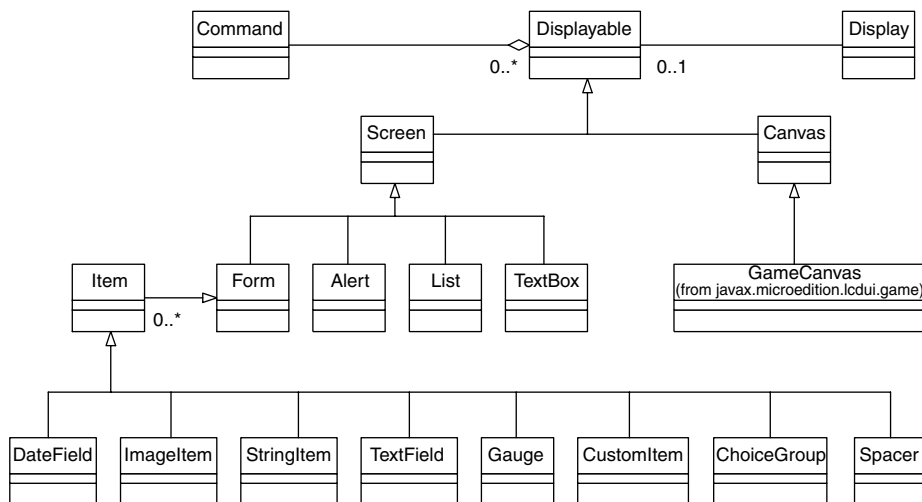 Command
Displayable
Display
0..*
0..1
Screen
Canvas
Item
Form
Alert
List
TextBox
GameCanvas
(from javax.microedition.lcdui.game)
0..*
DateField
ImageItem
StringItem
TextField
Gauge
CustomItem
ChoiceGroup
Spacer